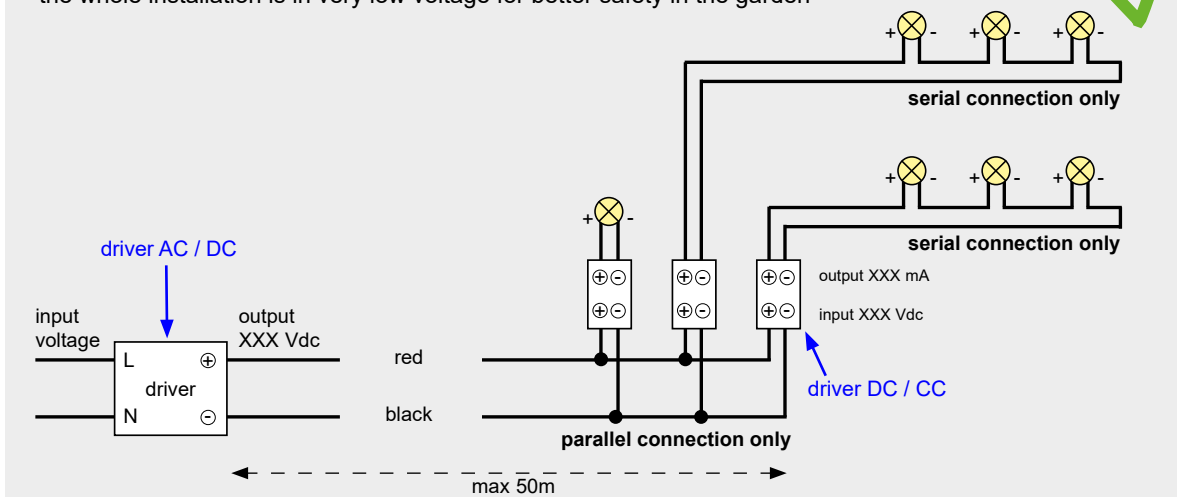 the whole installation is in very low voltage for better safety in the garden
+ - + - + -
serial connection only
+ - + - + -
serial connection only
+ -
driver AC / DC
+ - + - + -
output XXX mA
+ - + - + -
input XXX Vdc
input
voltage
output
XXX Vdc
L +
driver
N -
red
black
driver DC / CC
parallel connection only
max 50m